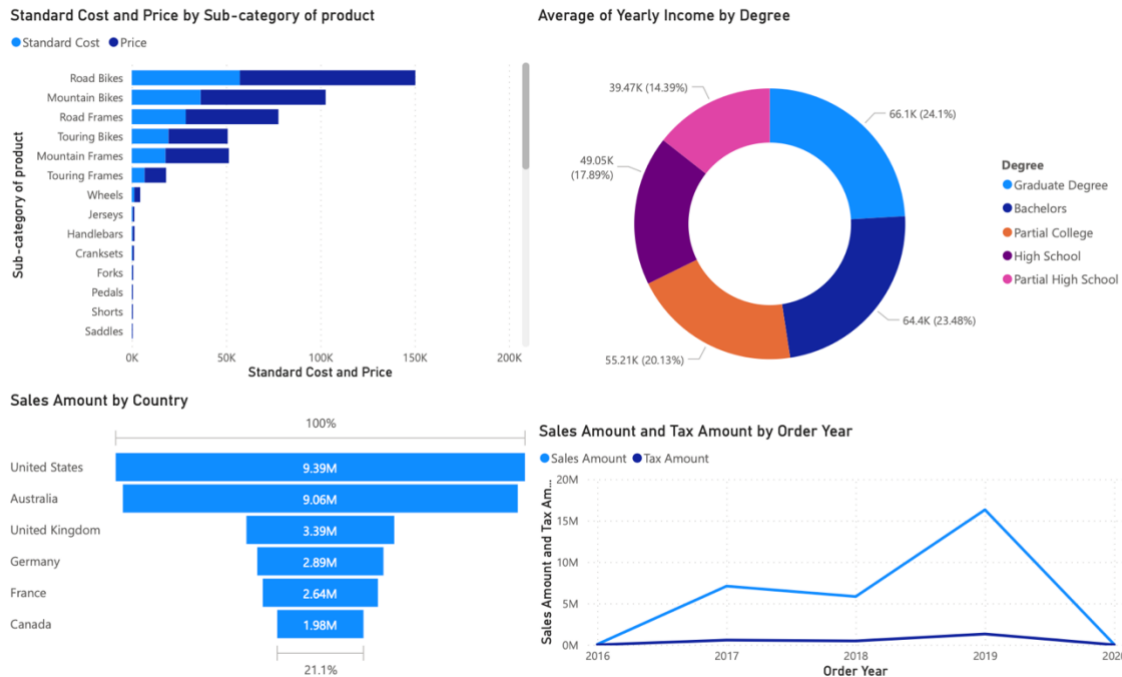 Standard Cost and Price by Sub-category of product
Standard Cost Price
Sub-category of product
Road Bikes
Mountain Bikes
Road Frames
Touring Bikes
Mountain Frames
Touring Frames
Wheels
Jerseys
Handlebars
Cranksets
Forks
Pedals
Shorts
Saddles
0K 50K 100K 150K 200K
Standard Cost and Price
Average of Yearly Income by Degree
39.47K (14.39%)
66.1K (24.1%)
49.05K
(17.89%)
64.4K (23.48%)
55.21K (20.13%)
Degree
Graduate Degree
Bachelors
Partial College
High School
Partial High School
Sales Amount by Country
100%
United States 9.39M
Australia 9.06M
United Kingdom 3.39M
Germany 2.89M
France 2.64M
Canada 1.98M
21.1%
Sales Amount and Tax Amount by Order Year
Sales Amount Tax Amount
Sales Amount and Tax Am...
20M
15M
10M
5M
0M
2016 2017 2018 2019 2020
Order Year